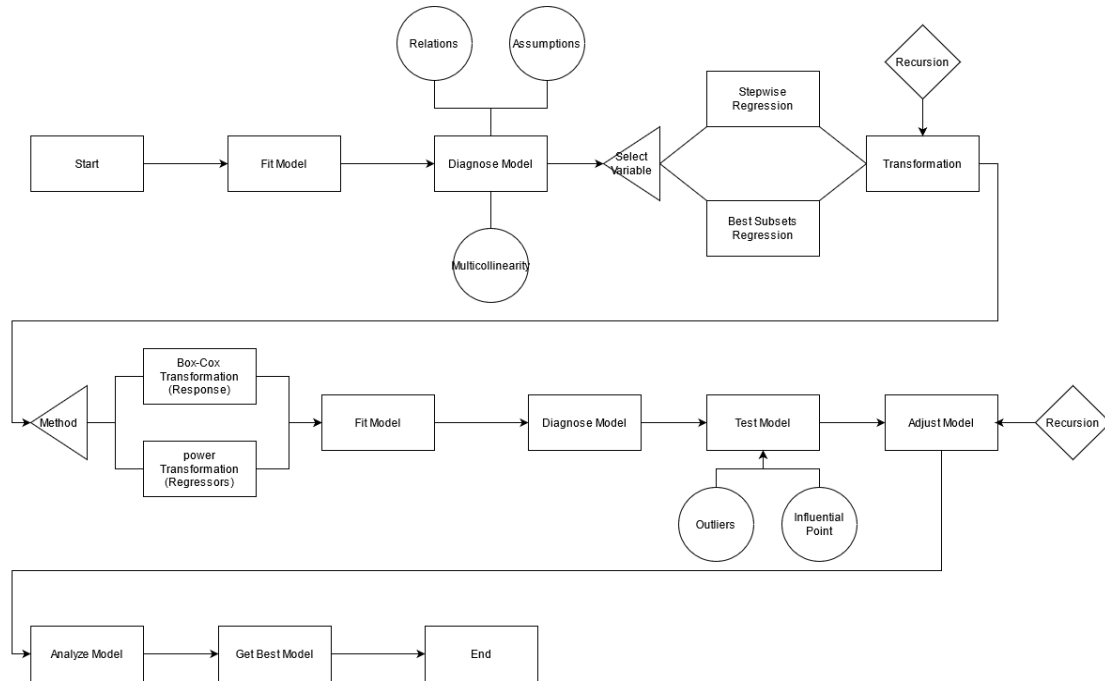 Relations
Assumptions
Recursion
Stepwise
Regression
Start
Fit Model
Diagnose Model
Select
Variable
Transformation
Best Subsets
Regression
Multicollinearity
Box-Cox
Transformation
(Response)
Method
Fit Model
Diagnose Model
Test Model
Adjust Model
Recursion
power
Transformation
(Regressors)
Outliers
Influential
Point
Analyze Model
Get Best Model
End